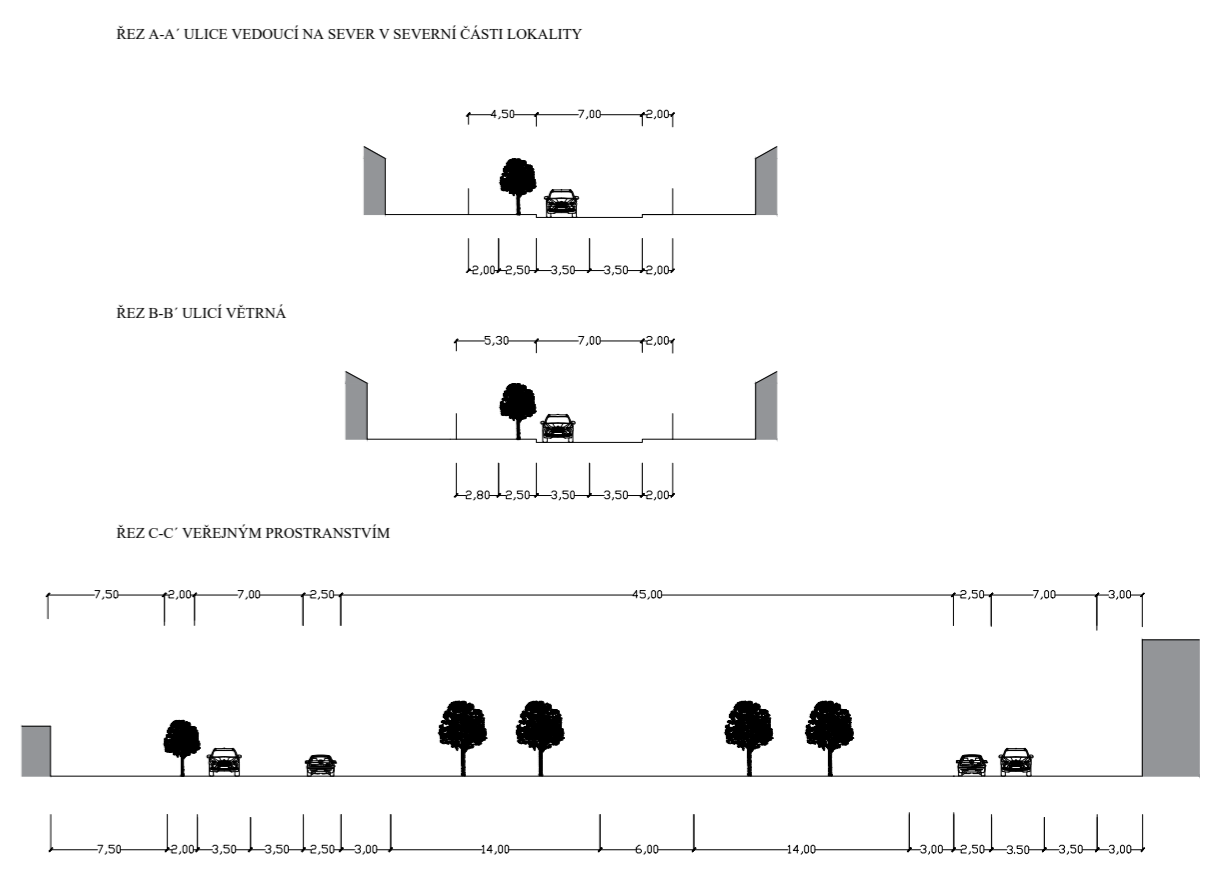 ŘEZ A-A´ ULICE VEDOUCÍ NA SEVER V SEVERNÍ ČÁSTI LOKALITY
4,50 7,00 2,00
2,00 2,50 3,50 3,50 2,00
ŘEZ B-B´ ULICÍ VĚTRNÁ
5,30 7,00 2,00
2,80 2,50 3,50 3,50 2,00
ŘEZ C-C´ VEŘEJNÝM PROSTRANSTVÍM
7,50 2,00 7,00 2,50 45,00 2,50 7,00 3,00
7,50 2,00 3,50 3,50 2,50 3,00 14,00 6,00 14,00 3,00 2,50 3.50 3,50 3,00